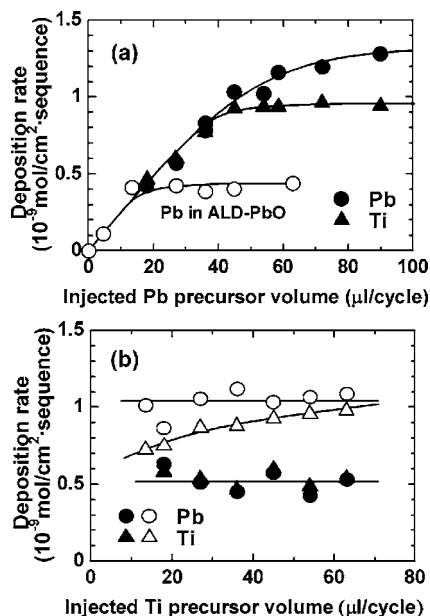 (a)
Deposition rate
(10⁻⁹mol/cm²·sequence)
1.5
1
0.5
0
Pb in ALD-PbO
Pb
Ti
0 20 40 60 80 100
Injected Pb precursor volume (μl/cycle)
(b)
Deposition rate
(10⁻⁹mol/cm²·sequence)
1.5
1
0.5
0
Pb
Ti
0 20 40 60 80
Injected Ti precursor volume (μl/cycle)